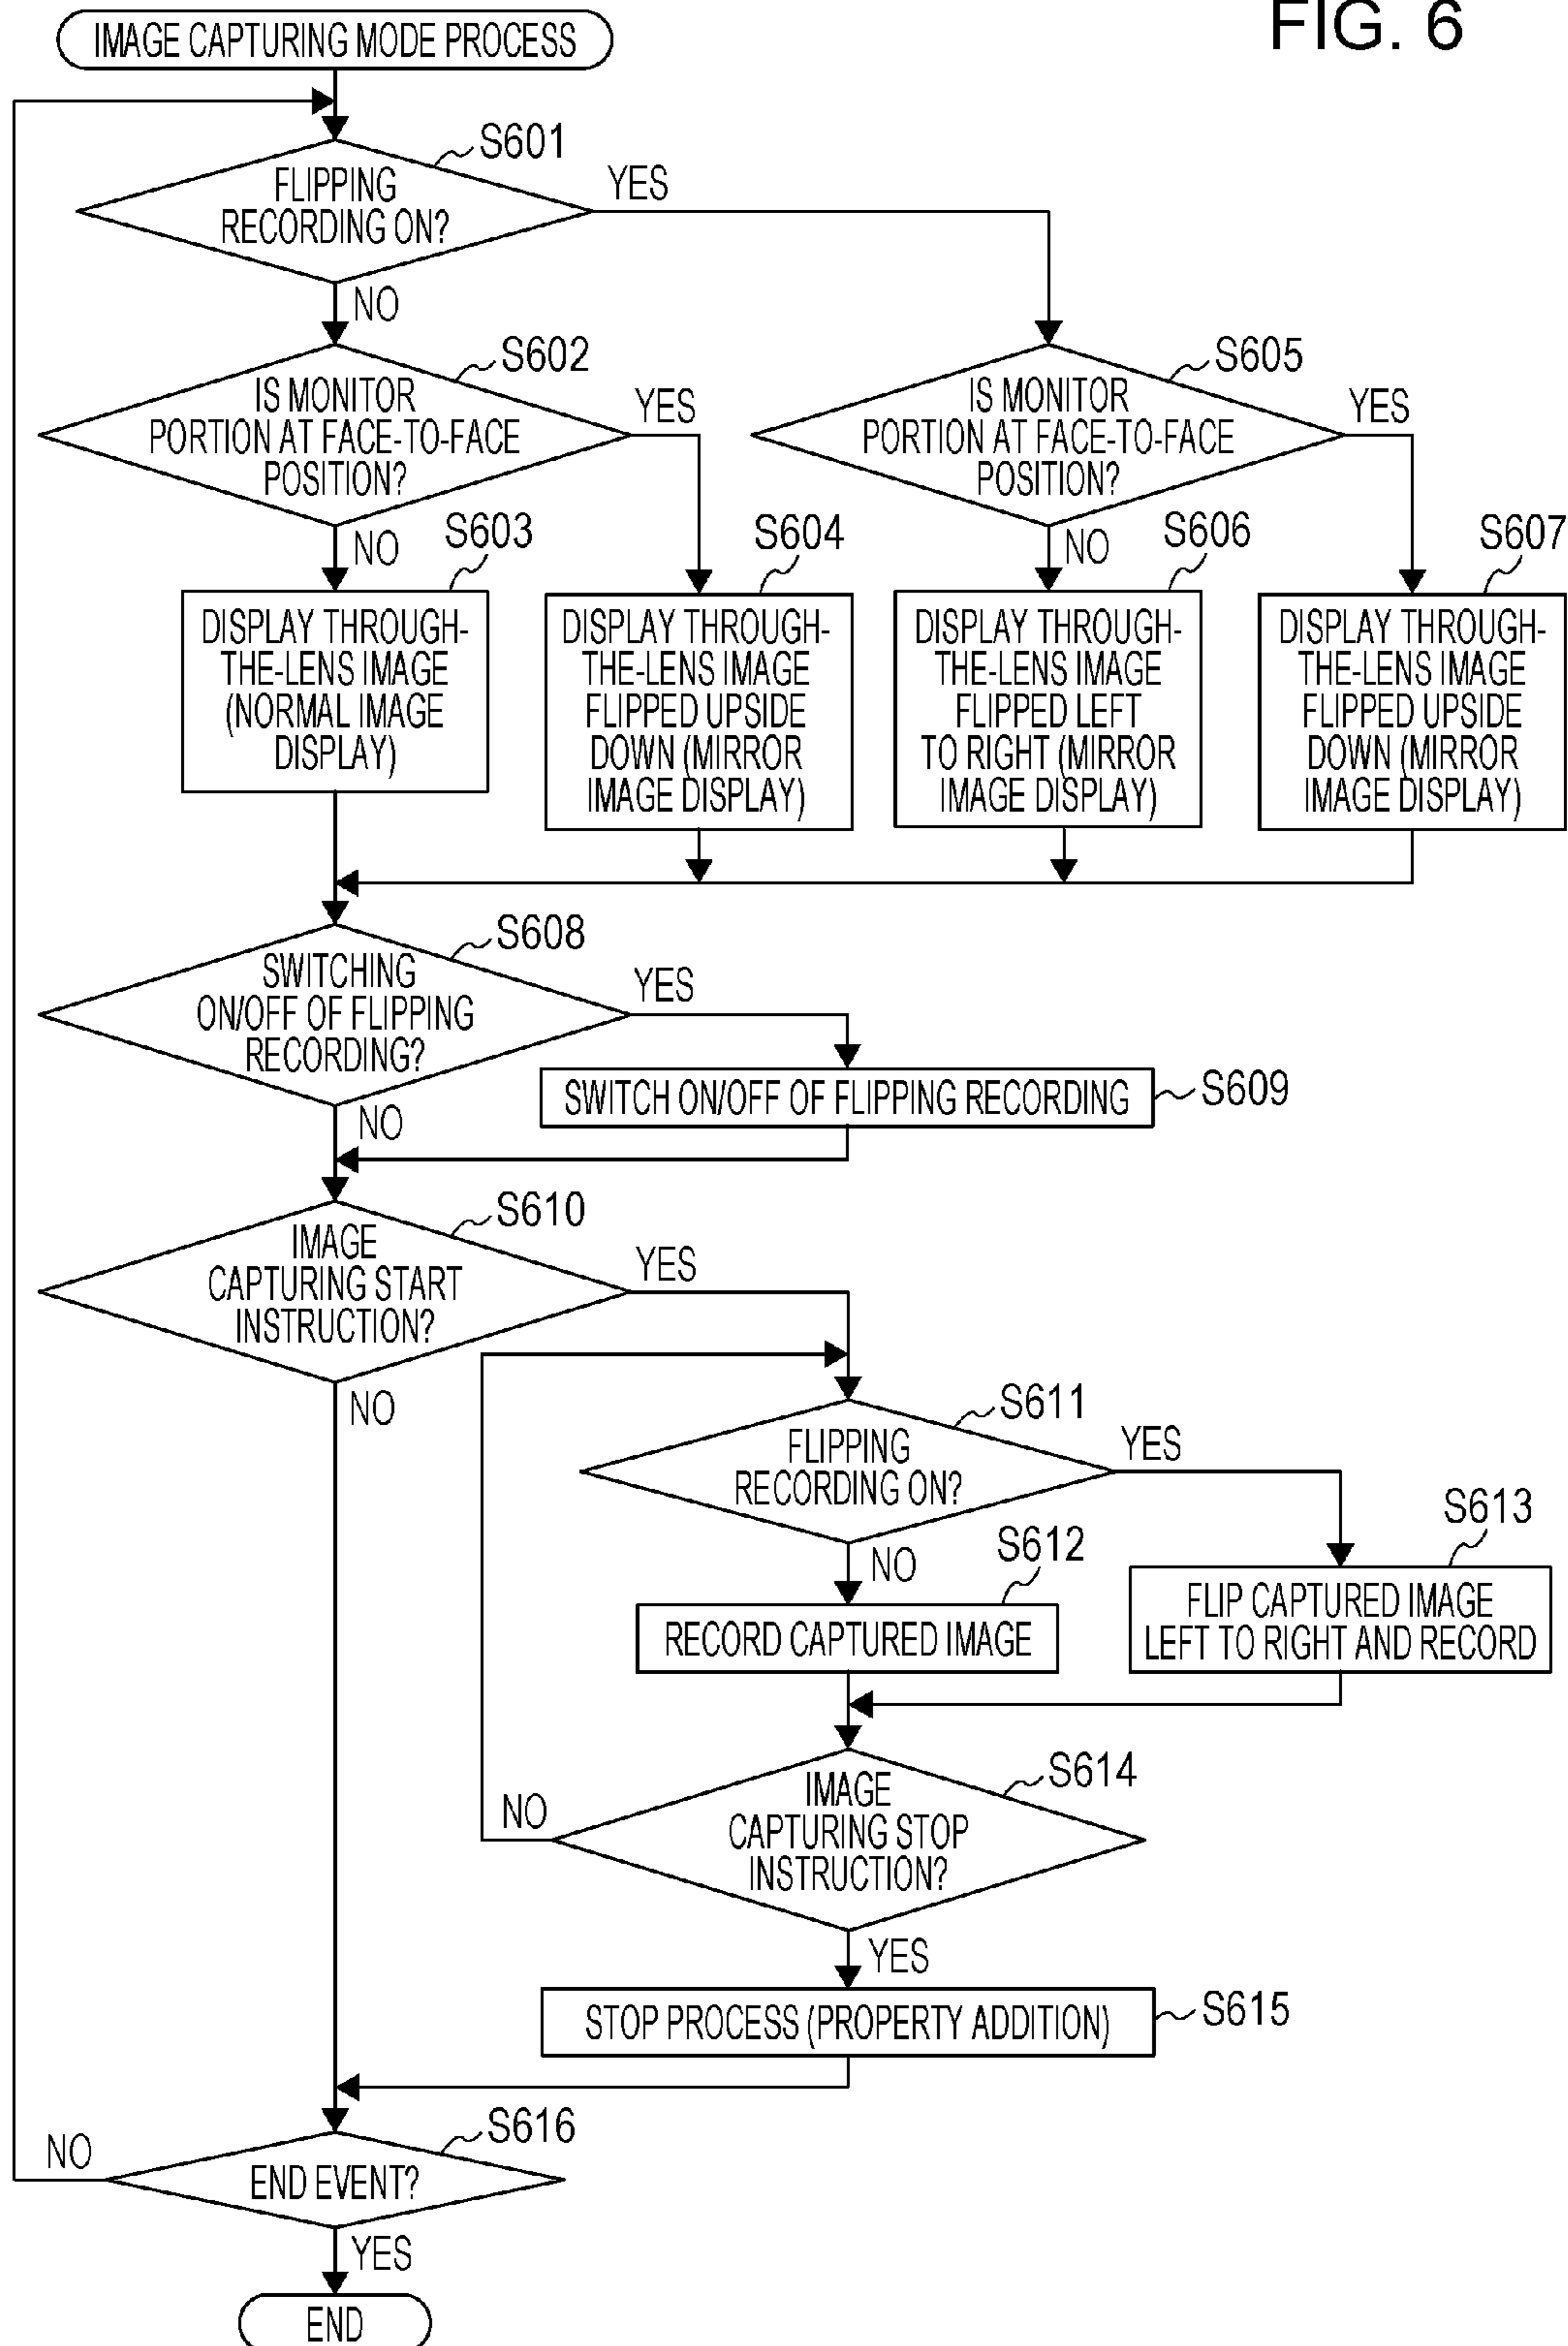 FIG. 6
IMAGE CAPTURING MODE PROCESS
S601
FLIPPING
RECORDING ON?
YES
NO
S602
IS MONITOR
PORTION AT FACE-TO-FACE
POSITION?
YES
NO
S605
IS MONITOR
PORTION AT FACE-TO-FACE
POSITION?
YES
NO
S603
DISPLAY THROUGH-
THE-LENS IMAGE
(NORMAL IMAGE
DISPLAY)
S604
DISPLAY THROUGH-
THE-LENS IMAGE
FLIPPED UPSIDE
DOWN (MIRROR
IMAGE DISPLAY)
S606
DISPLAY THROUGH-
THE-LENS IMAGE
FLIPPED LEFT
TO RIGHT (MIRROR
IMAGE DISPLAY)
S607
DISPLAY THROUGH-
THE-LENS IMAGE
FLIPPED UPSIDE
DOWN (MIRROR
IMAGE DISPLAY)
S608
SWITCHING
ON/OFF OF FLIPPING
RECORDING?
YES
NO
SWITCH ON/OFF OF FLIPPING RECORDING
S609
S610
IMAGE
CAPTURING START
INSTRUCTION?
YES
NO
S611
FLIPPING
RECORDING ON?
YES
NO
S612
RECORD CAPTURED IMAGE
S613
FLIP CAPTURED IMAGE
LEFT TO RIGHT AND RECORD
S614
IMAGE
CAPTURING STOP
INSTRUCTION?
NO
YES
STOP PROCESS (PROPERTY ADDITION)
S615
S616
END EVENT?
NO
YES
END